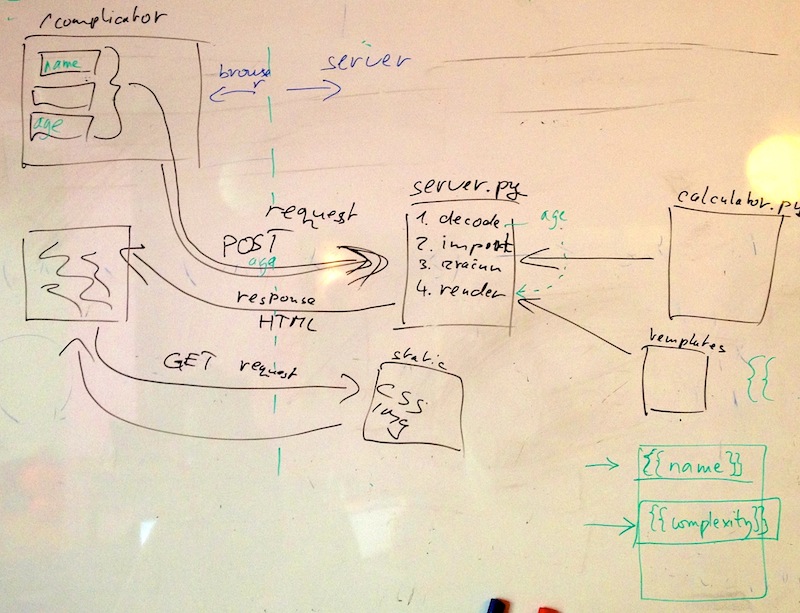 /complicator
name
age
browser
server
request
POST
age
response
HTML
GET request
server.py
1. decode
2. import
3. izračun
4. render
age
calculator.py
templates
{{
static
CSS
img
{{name}}
{{complexity}}